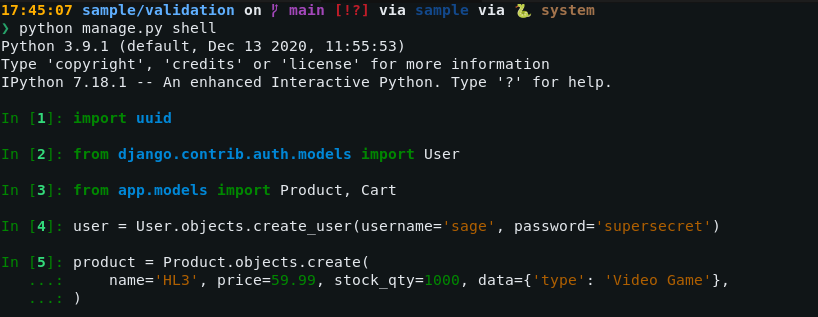 17:45:07 sample/validation on main [!?] via sample via 🐍 system
❯ python manage.py shell
Python 3.9.1 (default, Dec 13 2020, 11:55:53)
Type 'copyright', 'credits' or 'license' for more information
IPython 7.18.1 -- An enhanced Interactive Python. Type '?' for help.
In [1]: import uuid
In [2]: from django.contrib.auth.models import User
In [3]: from app.models import Product, Cart
In [4]: user = User.objects.create_user(username='sage', password='supersecret')
In [5]: product = Product.objects.create(
...:     name='HL3', price=59.99, stock_qty=1000, data={'type': 'Video Game'},
...: )